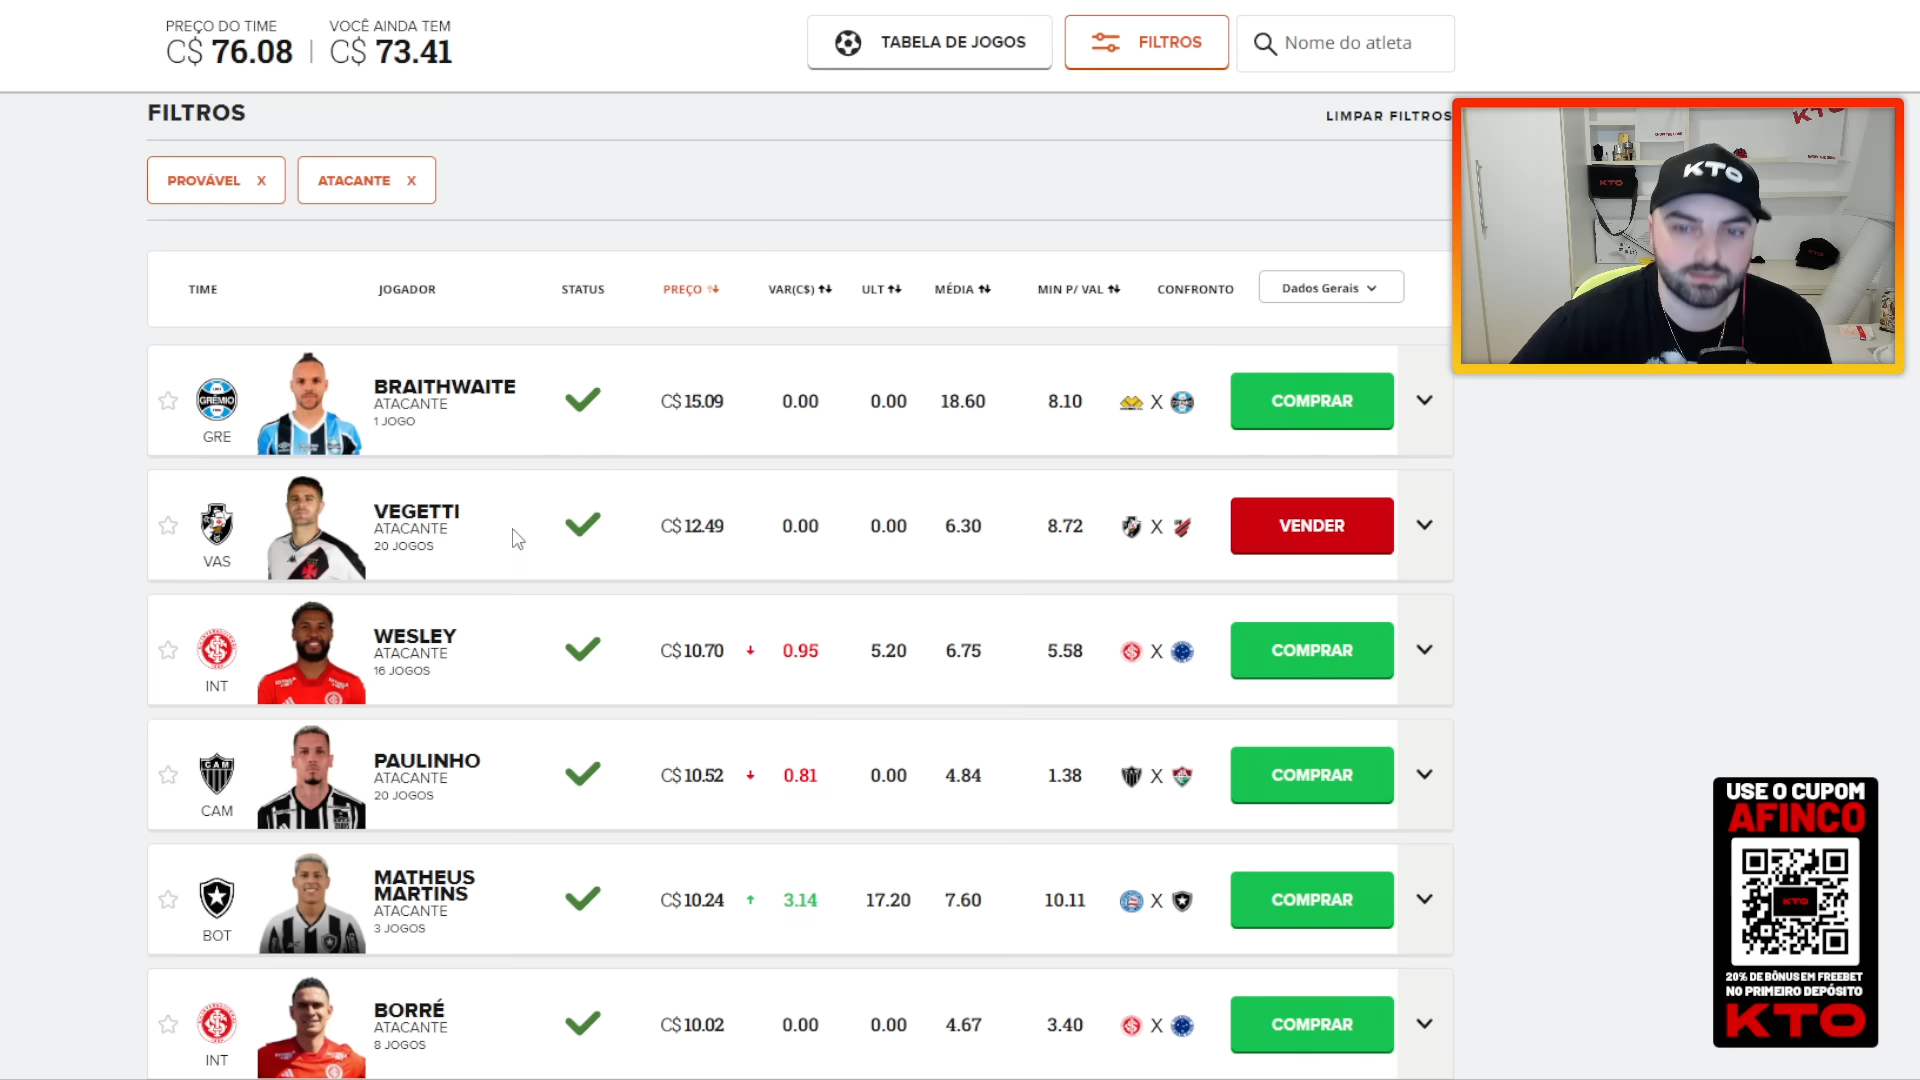 PREÇO DO TIME
C$ 76.08
VOCÊ AINDA TEM
C$ 73.41
TABELA DE JOGOS
FILTROS
Nome do atleta
FILTROS
LIMPAR FILTROS
PROVÁVEL X
ATACANTE X
TIME JOGADOR STATUS PREÇO VAR(C$) ULT MÉDIA MIN P/ VAL CONFRONTO Dados Gerais
GRÊMIO
GRE
BRAITHWAITE
ATACANTE
1 JOGO
C$ 15.09 0.00 0.00 18.60 8.10 X COMPRAR
VAS
VEGETTI
ATACANTE
20 JOGOS
C$ 12.49 0.00 0.00 6.30 8.72 X VENDER
INT
WESLEY
ATACANTE
16 JOGOS
C$ 10.70 0.95 5.20 6.75 5.58 X COMPRAR
CAM
CAM
PAULINHO
ATACANTE
20 JOGOS
C$ 10.52 0.81 0.00 4.84 1.38 X COMPRAR
BOT
MATHEUS
MARTINS
ATACANTE
3 JOGOS
C$ 10.24 3.14 17.20 7.60 10.11 X COMPRAR
INT
BORRÉ
ATACANTE
8 JOGOS
C$ 10.02 0.00 0.00 4.67 3.40 X COMPRAR
KTO
KTO
KTO
USE O CUPOM
AFINCO
KTO
20% DE BÔNUS EM FREEBET
NO PRIMEIRO DEPÓSITO
KTO